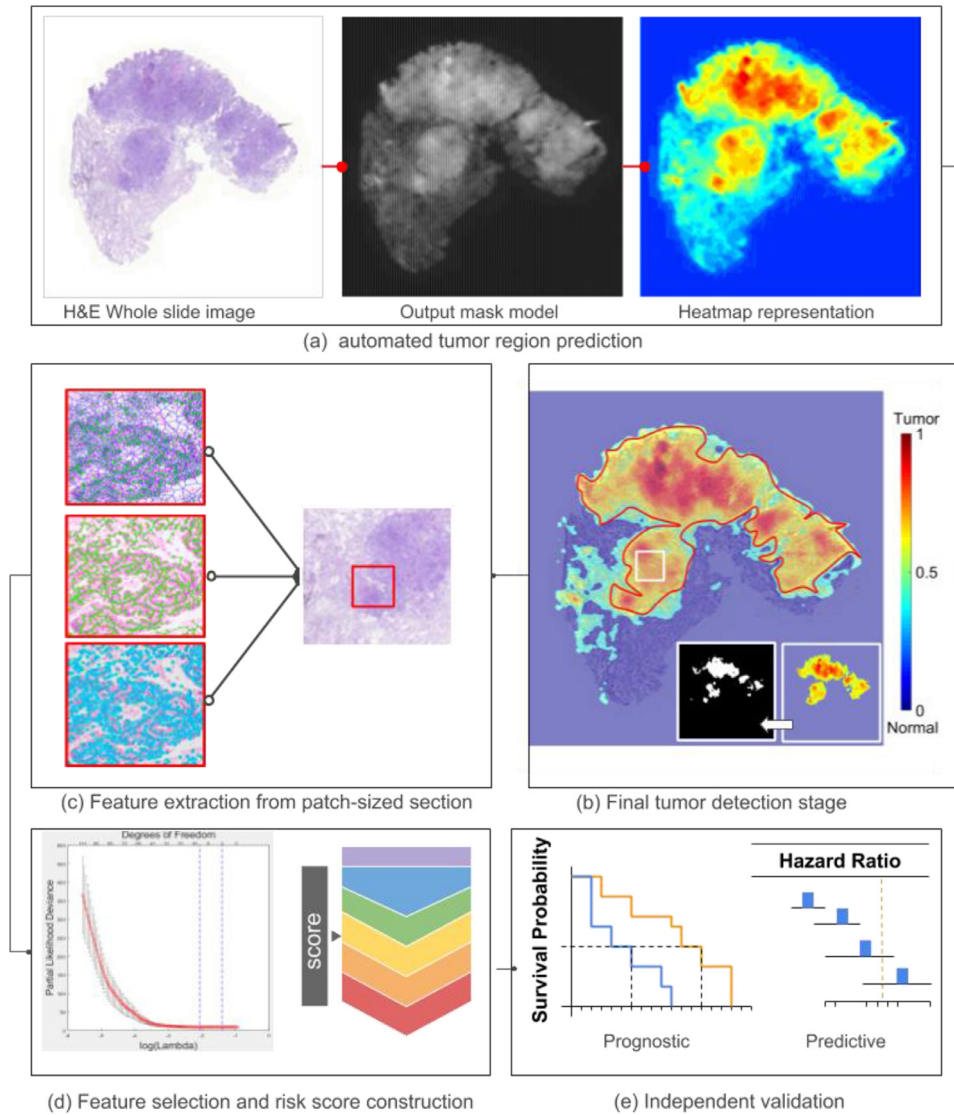 H&E Whole slide image
Output mask model
Heatmap representation
(a) automated tumor region prediction
Tumor
1
0.5
0
Normal
(c) Feature extraction from patch-sized section
(b) Final tumor detection stage
Degrees of Freedom
Partial Likelihood Deviance
log(Lambda)
score
Survival Probability
Prognostic
Hazard Ratio
Predictive
(d) Feature selection and risk score construction
(e) Independent validation